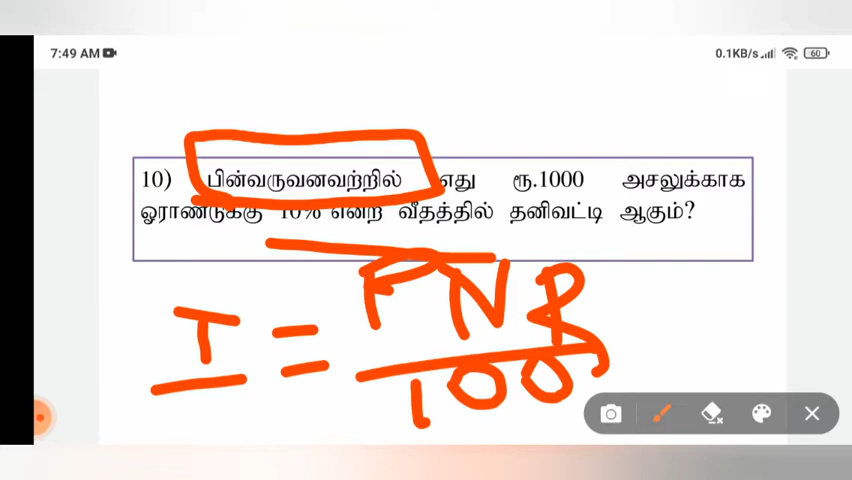 7:49 AM
0.1KB/s 60
10) பின்வருவனவற்றில் எது ரூ.1000 அசலுக்காக
ஓராண்டுக்கு 10% என்ற வீதத்தில் தனிவட்டி ஆகும்?
I = PNR
100